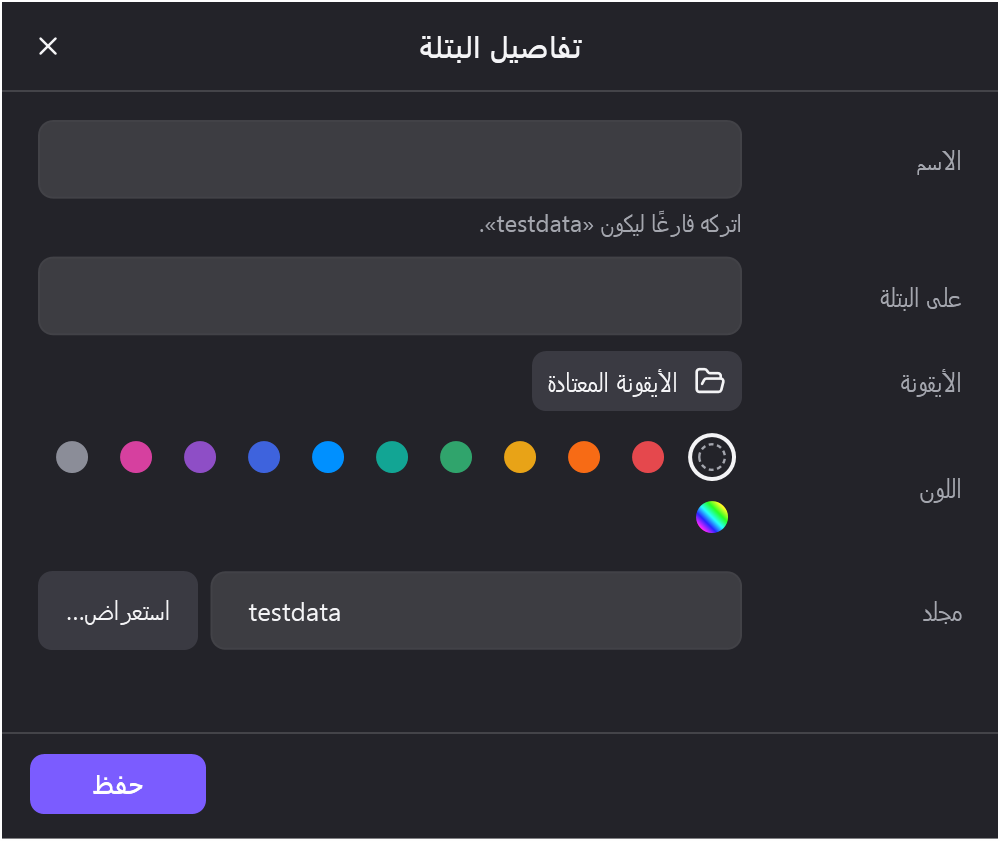 تفاصيل البتلة
الاسم
اتركه فارغًا ليكون «testdata».
على البتلة
الأيقونة
الأيقونة المعتادة
اللون
مجلد
testdata
استعراض...
حفظ